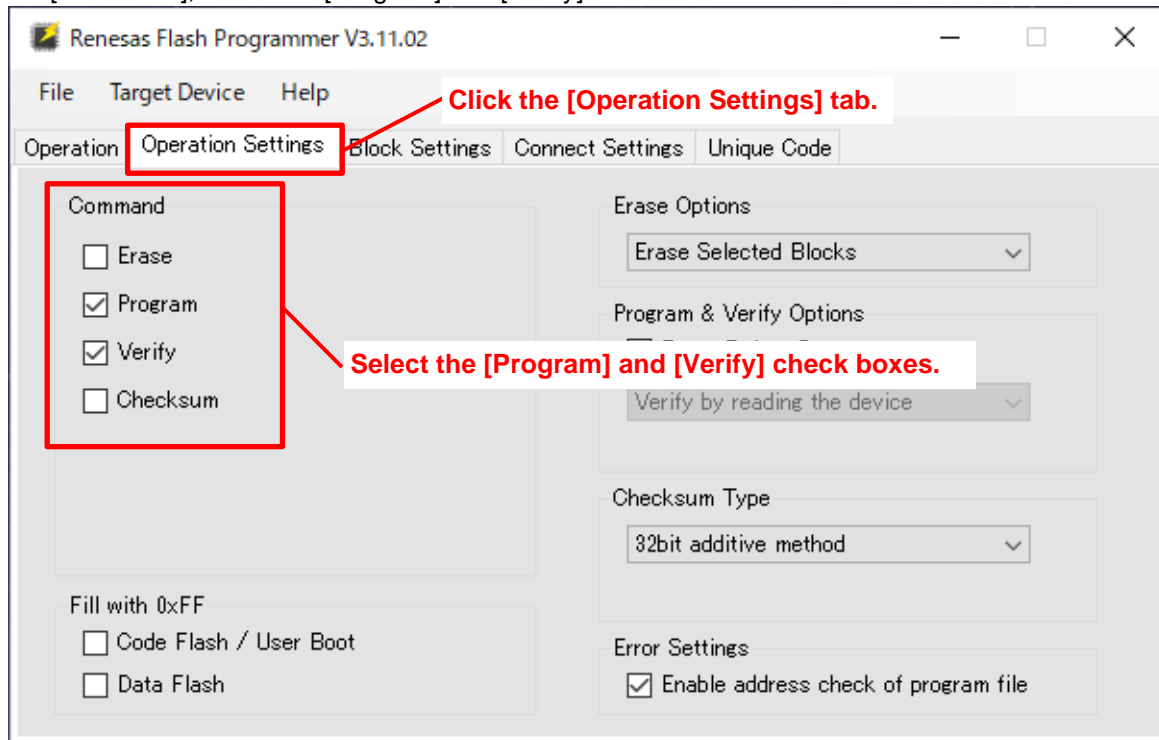 Renesas Flash Programmer V3.11.02
File Target Device Help
Click the [Operation Settings] tab.
Operation Operation Settings Block Settings Connect Settings Unique Code
Command
Erase
Program
Verify
Checksum
Select the [Program] and [Verify] check boxes.
Fill with 0xFF
Code Flash / User Boot
Data Flash
Erase Options
Erase Selected Blocks
Program & Verify Options
Verify by reading the device
Checksum Type
32bit additive method
Error Settings
Enable address check of program file